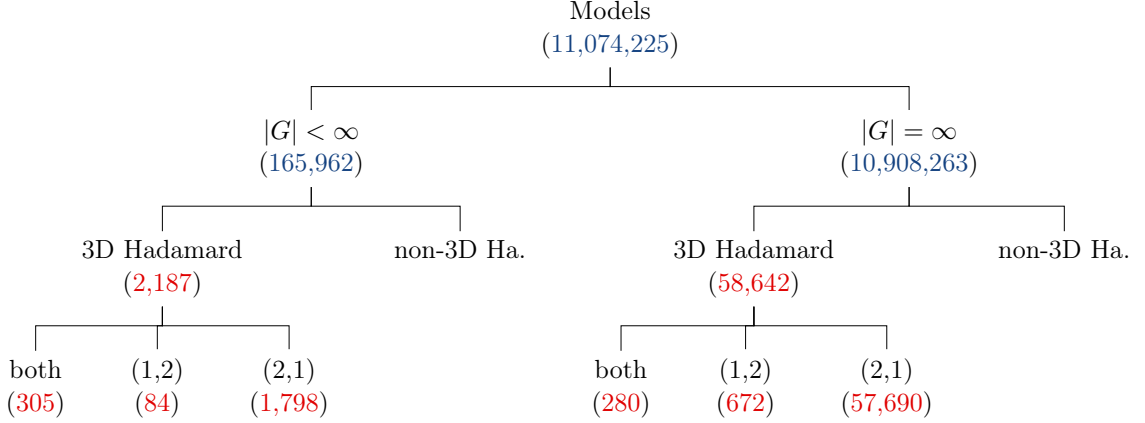 Models
(11,074,225)
|G| < ∞
(165,962)
|G| = ∞
(10,908,263)
3D Hadamard
(2,187)
non-3D Ha.
3D Hadamard
(58,642)
non-3D Ha.
both
(305)
(1,2)
(84)
(2,1)
(1,798)
both
(280)
(1,2)
(672)
(2,1)
(57,690)